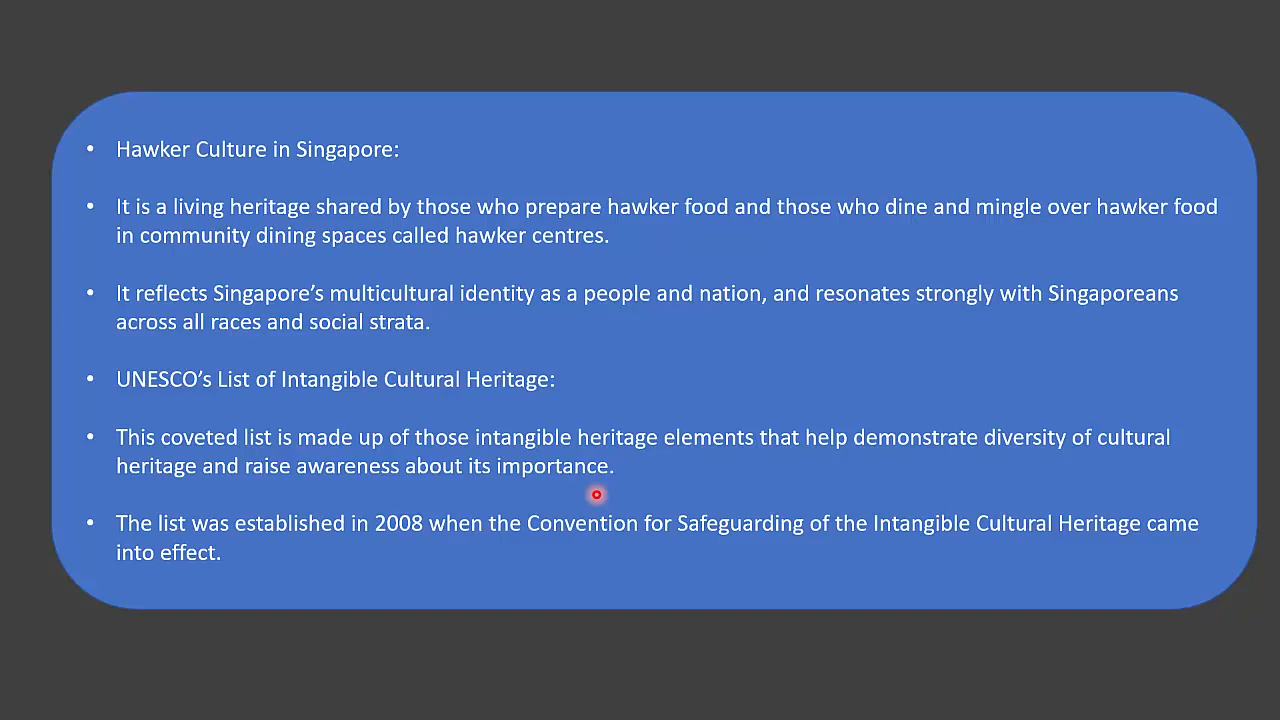 • Hawker Culture in Singapore:
• It is a living heritage shared by those who prepare hawker food and those who dine and mingle over hawker food
in community dining spaces called hawker centres.
• It reflects Singapore’s multicultural identity as a people and nation, and resonates strongly with Singaporeans
across all races and social strata.
• UNESCO’s List of Intangible Cultural Heritage:
• This coveted list is made up of those intangible heritage elements that help demonstrate diversity of cultural
heritage and raise awareness about its importance.
• The list was established in 2008 when the Convention for Safeguarding of the Intangible Cultural Heritage came
into effect.